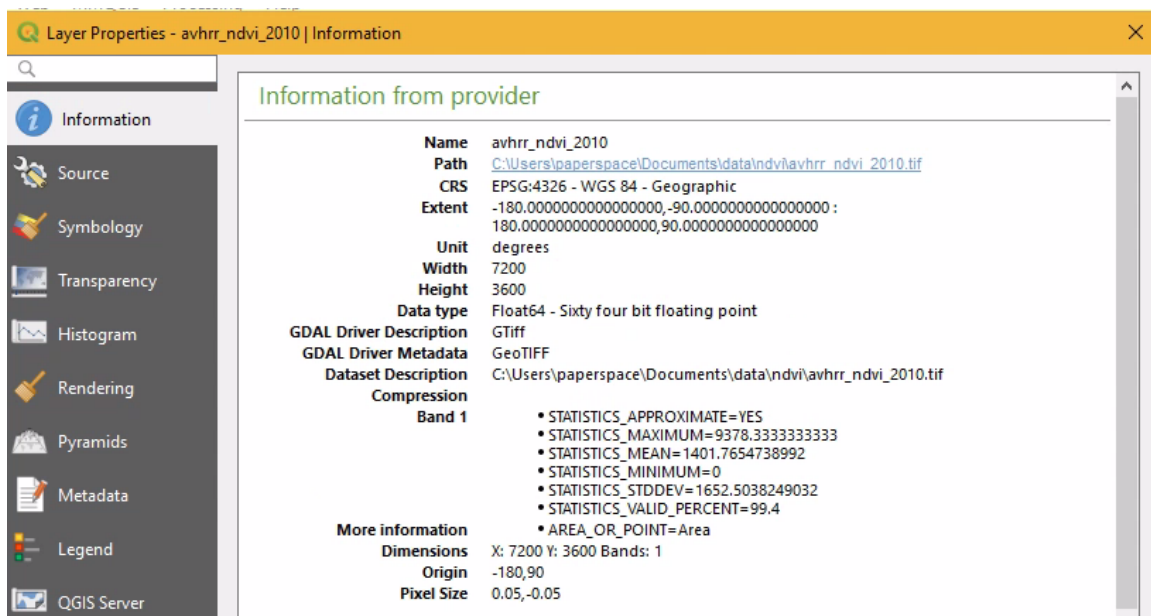 Layer Properties - avhrr_ndvi_2010 | Information
Information
Source
Symbology
Transparency
Histogram
Rendering
Pyramids
Metadata
Legend
QGIS Server
Information from provider
Name avhrr_ndvi_2010
Path C:\Users\paperspace\Documents\data\ndvi\avhrr_ndvi_2010.tif
CRS EPSG:4326 - WGS 84 - Geographic
Extent -180.0000000000000000,-90.0000000000000000 :
180.0000000000000000,90.0000000000000000
Unit degrees
Width 7200
Height 3600
Data type Float64 - Sixty four bit floating point
GDAL Driver Description GTiff
GDAL Driver Metadata GeoTIFF
Dataset Description C:\Users\paperspace\Documents\data\ndvi\avhrr_ndvi_2010.tif
Compression
Band 1 • STATISTICS_APPROXIMATE=YES
• STATISTICS_MAXIMUM=9378.3333333333
• STATISTICS_MEAN=1401.7654738992
• STATISTICS_MINIMUM=0
• STATISTICS_STDDEV=1652.5038249032
• STATISTICS_VALID_PERCENT=99.4
More information • AREA_OR_POINT=Area
Dimensions X: 7200 Y: 3600 Bands: 1
Origin -180,90
Pixel Size 0.05,-0.05